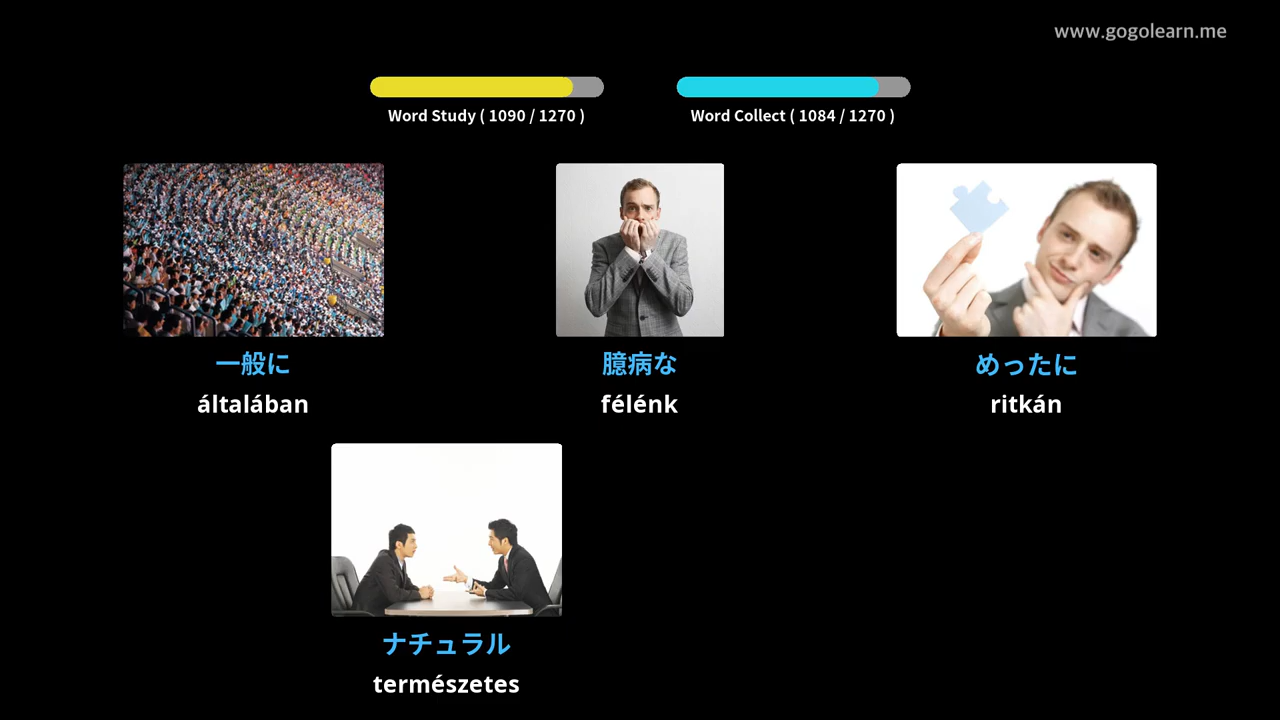 www.gogolearn.me
Word Study ( 1090 / 1270 )
Word Collect ( 1084 / 1270 )
一般に
általában
臆病な
félénk
めったに
ritkán
ナチュラル
természetes